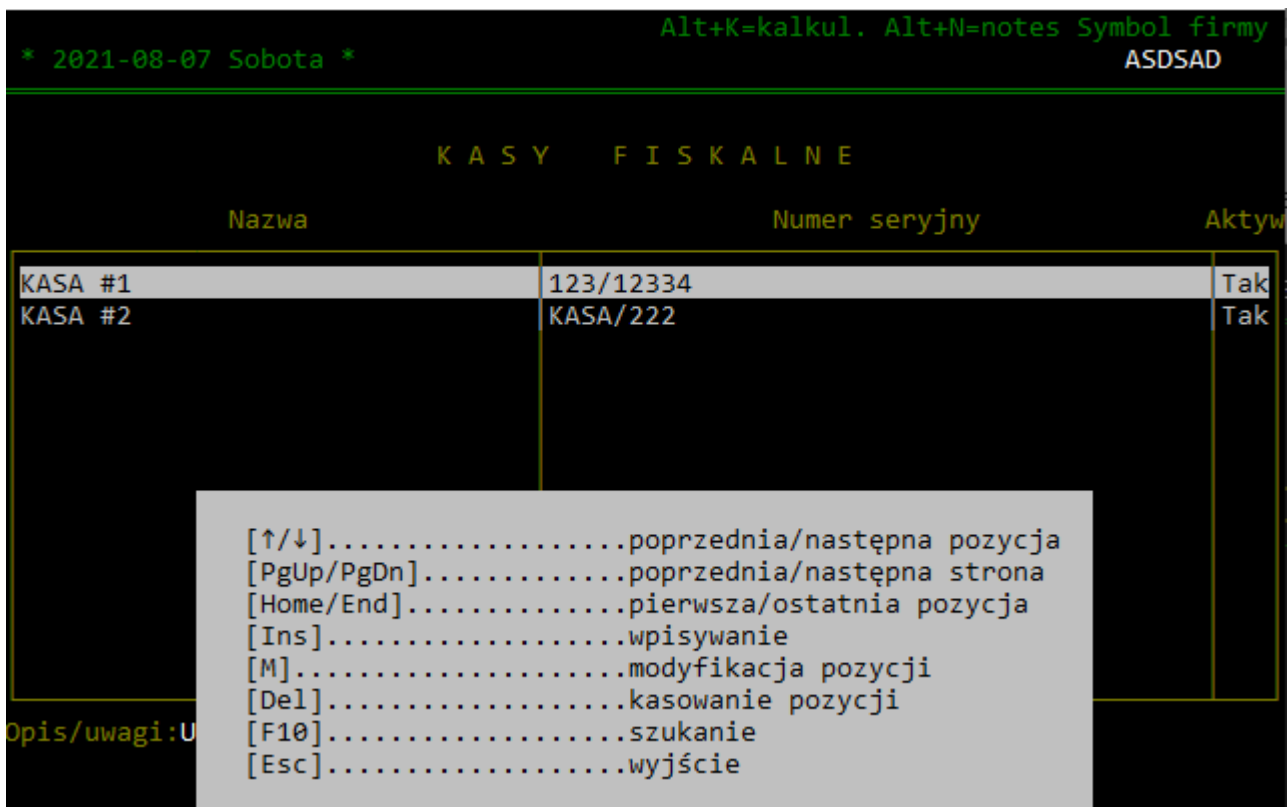 Alt+K=kalkul. Alt+N=notes Symbol firmy
* 2021-08-07 Sobota * ASDSAD
K A S Y F I S K A L N E
Nazwa Numer seryjny Aktyw
KASA #1 123/12334 Tak
KASA #2 KASA/222 Tak
[↑/↓]...................poprzednia/następna pozycja
[PgUp/PgDn].............poprzednia/następna strona
[Home/End]..............pierwsza/ostatnia pozycja
[Ins]...................wpisywanie
[M].....................modyfikacja pozycji
[Del]...................kasowanie pozycji
Opis/uwagi:U
[F10]...................szukanie
[Esc]...................wyjście